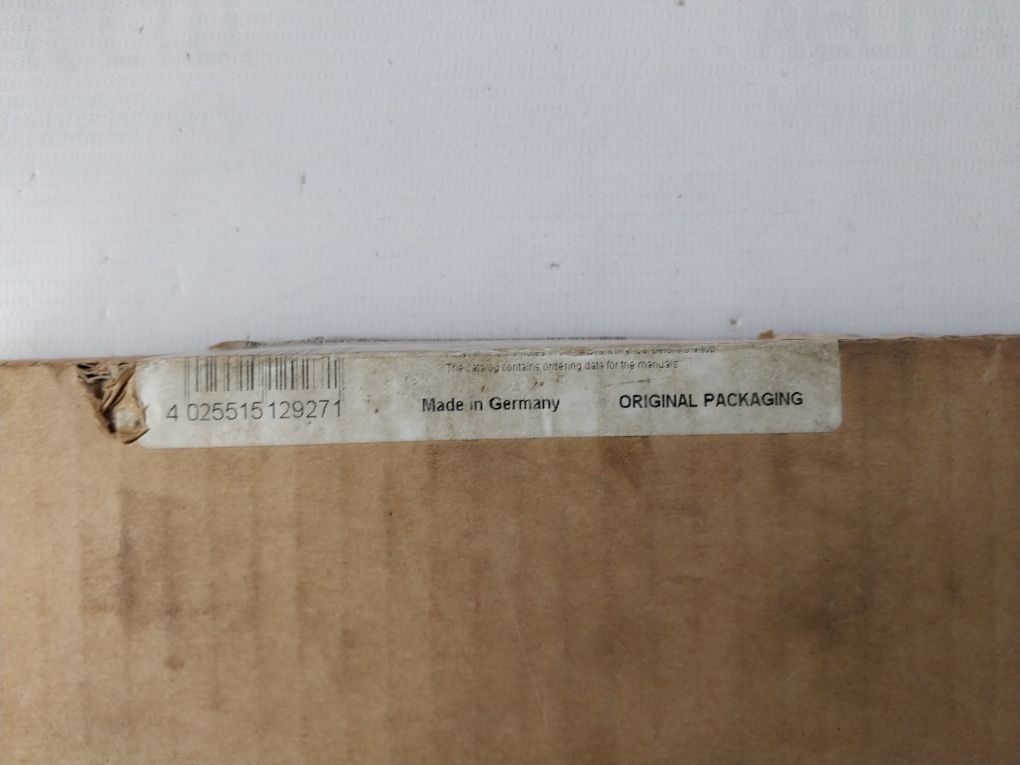 The catalog contains ordering data for the manuals
4 025515 129271
Made in Germany
ORIGINAL PACKAGING